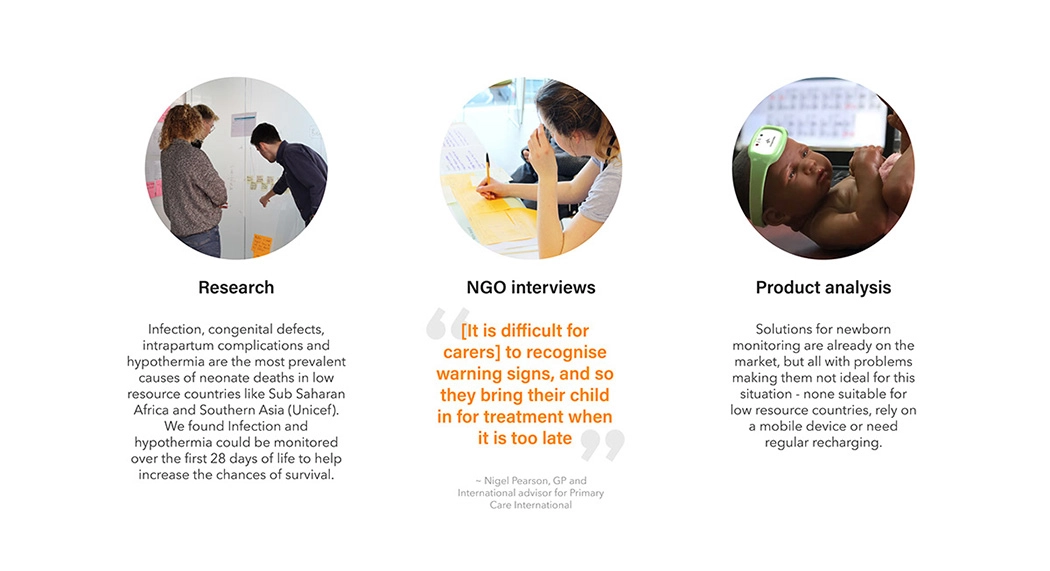 Research
Infection, congenital defects,
intrapartum complications and
hypothermia are the most prevalent
causes of neonate deaths in low
resource countries like Sub Saharan
Africa and Southern Asia (Unicef).
We found Infection and
hypothermia could be monitored
over the first 28 days of life to help
increase the chances of survival.
NGO interviews
“[It is difficult for
carers] to recognise
warning signs, and so
they bring their child
in for treatment when
it is too late”
~ Nigel Pearson, GP and
International advisor for Primary
Care International
Product analysis
Solutions for newborn
monitoring are already on the
market, but all with problems
making them not ideal for this
situation - none suitable for
low resource countries, rely on
a mobile device or need
regular recharging.